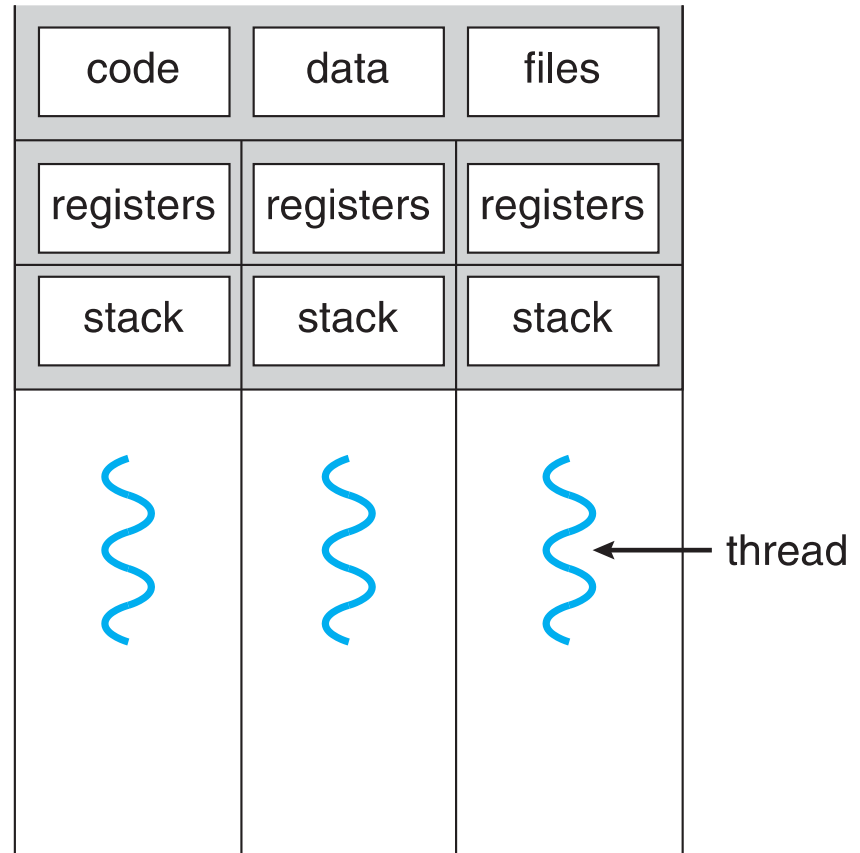 code data files
registers registers registers
stack stack stack
thread